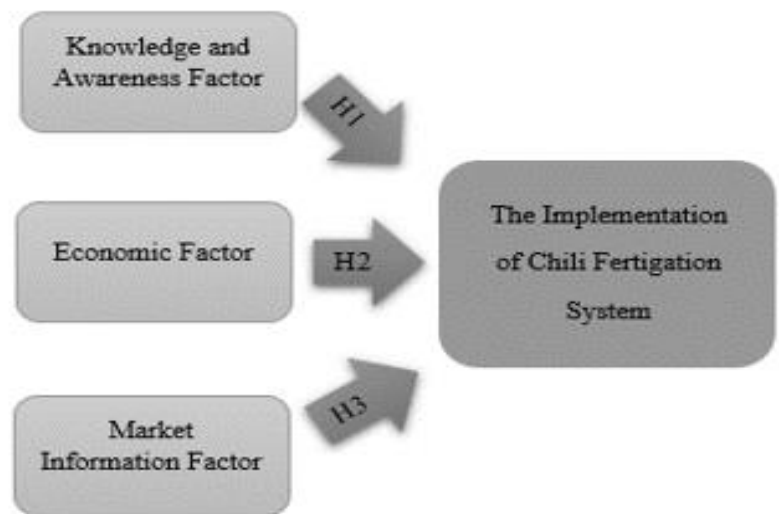 Knowledge and
Awareness Factor
H1
Economic Factor
H2
The Implementation
of Chili Fertigation
System
Market
Information Factor
H3